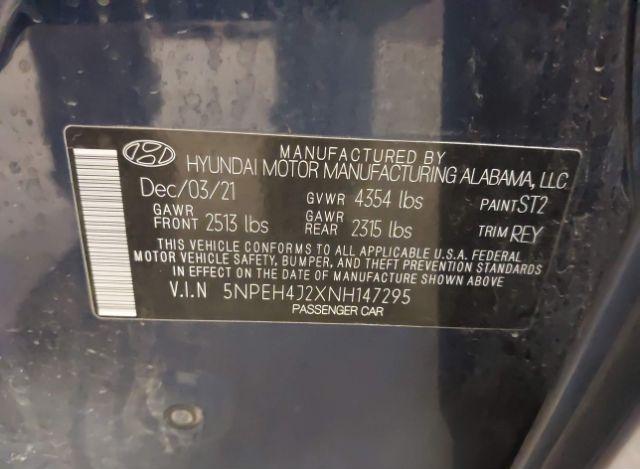 MANUFACTURED BY
HYUNDAI MOTOR MANUFACTURING ALABAMA, LLC
Dec/03/21 GVWR 4354 lbs PAINT ST2
GAWR FRONT 2513 lbs GAWR REAR 2315 lbs TRIM REY
THIS VEHICLE CONFORMS TO ALL APPLICABLE U.S.A. FEDERAL
MOTOR VEHICLE SAFETY, BUMPER, AND THEFT PREVENTION STANDARDS
IN EFFECT ON THE DATE OF MANUFACTURE SHOWN ABOVE
V.I.N 5NPEH4J2XNH147295
PASSENGER CAR